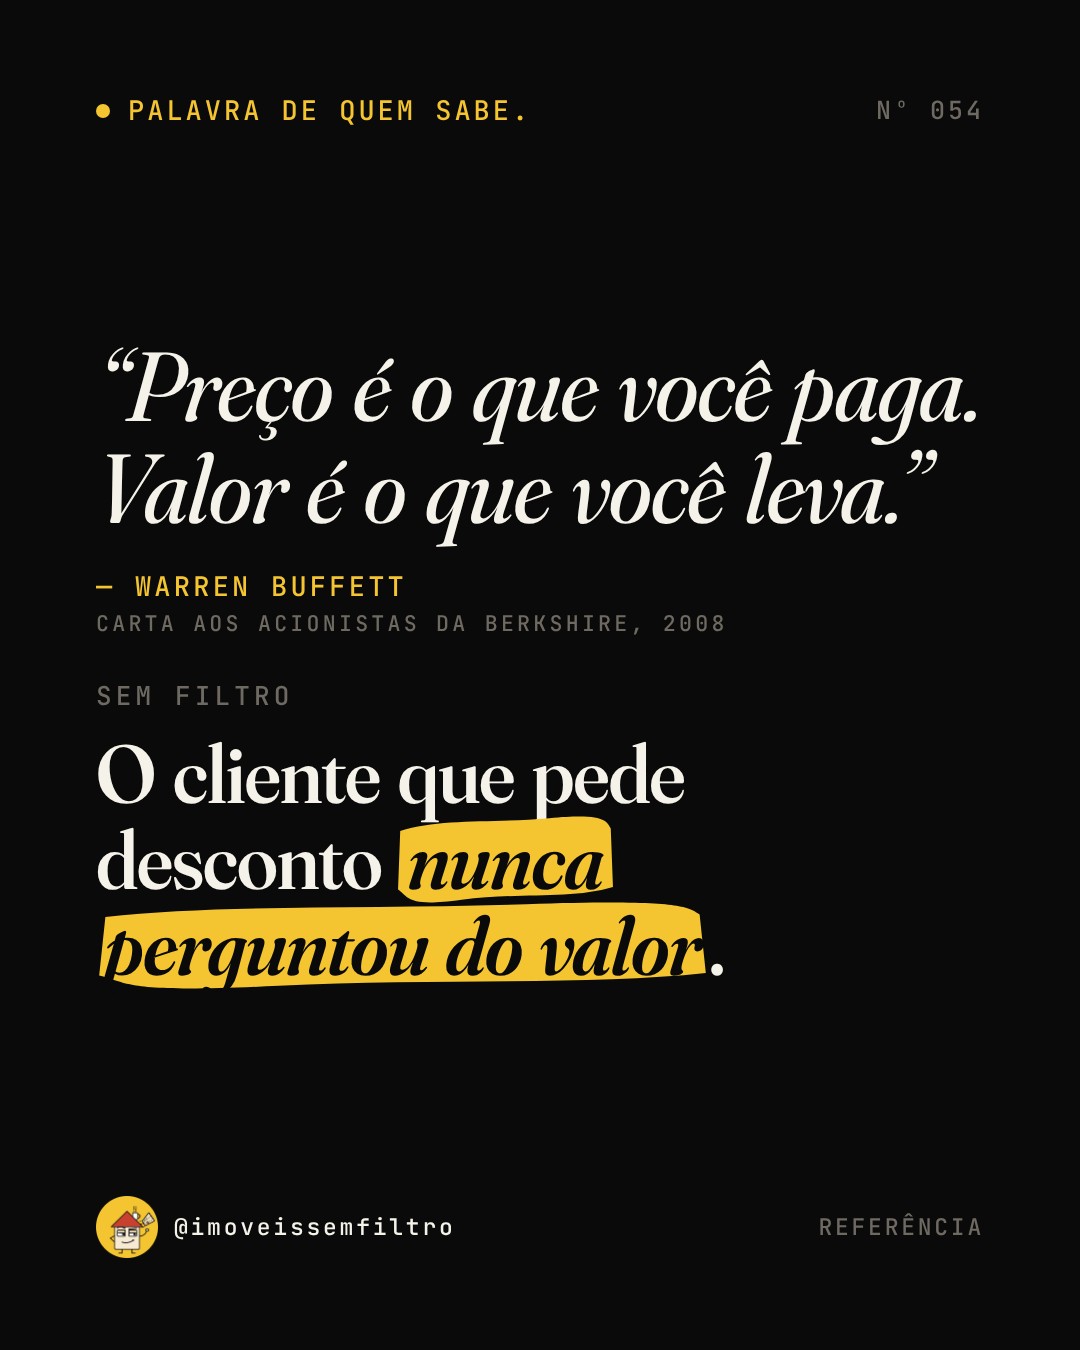 PALAVRA DE QUEM SABE.
Nº 054
“Preço é o que você paga.
Valor é o que você leva.”
— WARREN BUFFETT
CARTA AOS ACIONISTAS DA BERKSHIRE, 2008
SEM FILTRO
O cliente que pede
desconto nunca
perguntou do valor.
@imoveissemfiltro
REFERÊNCIA